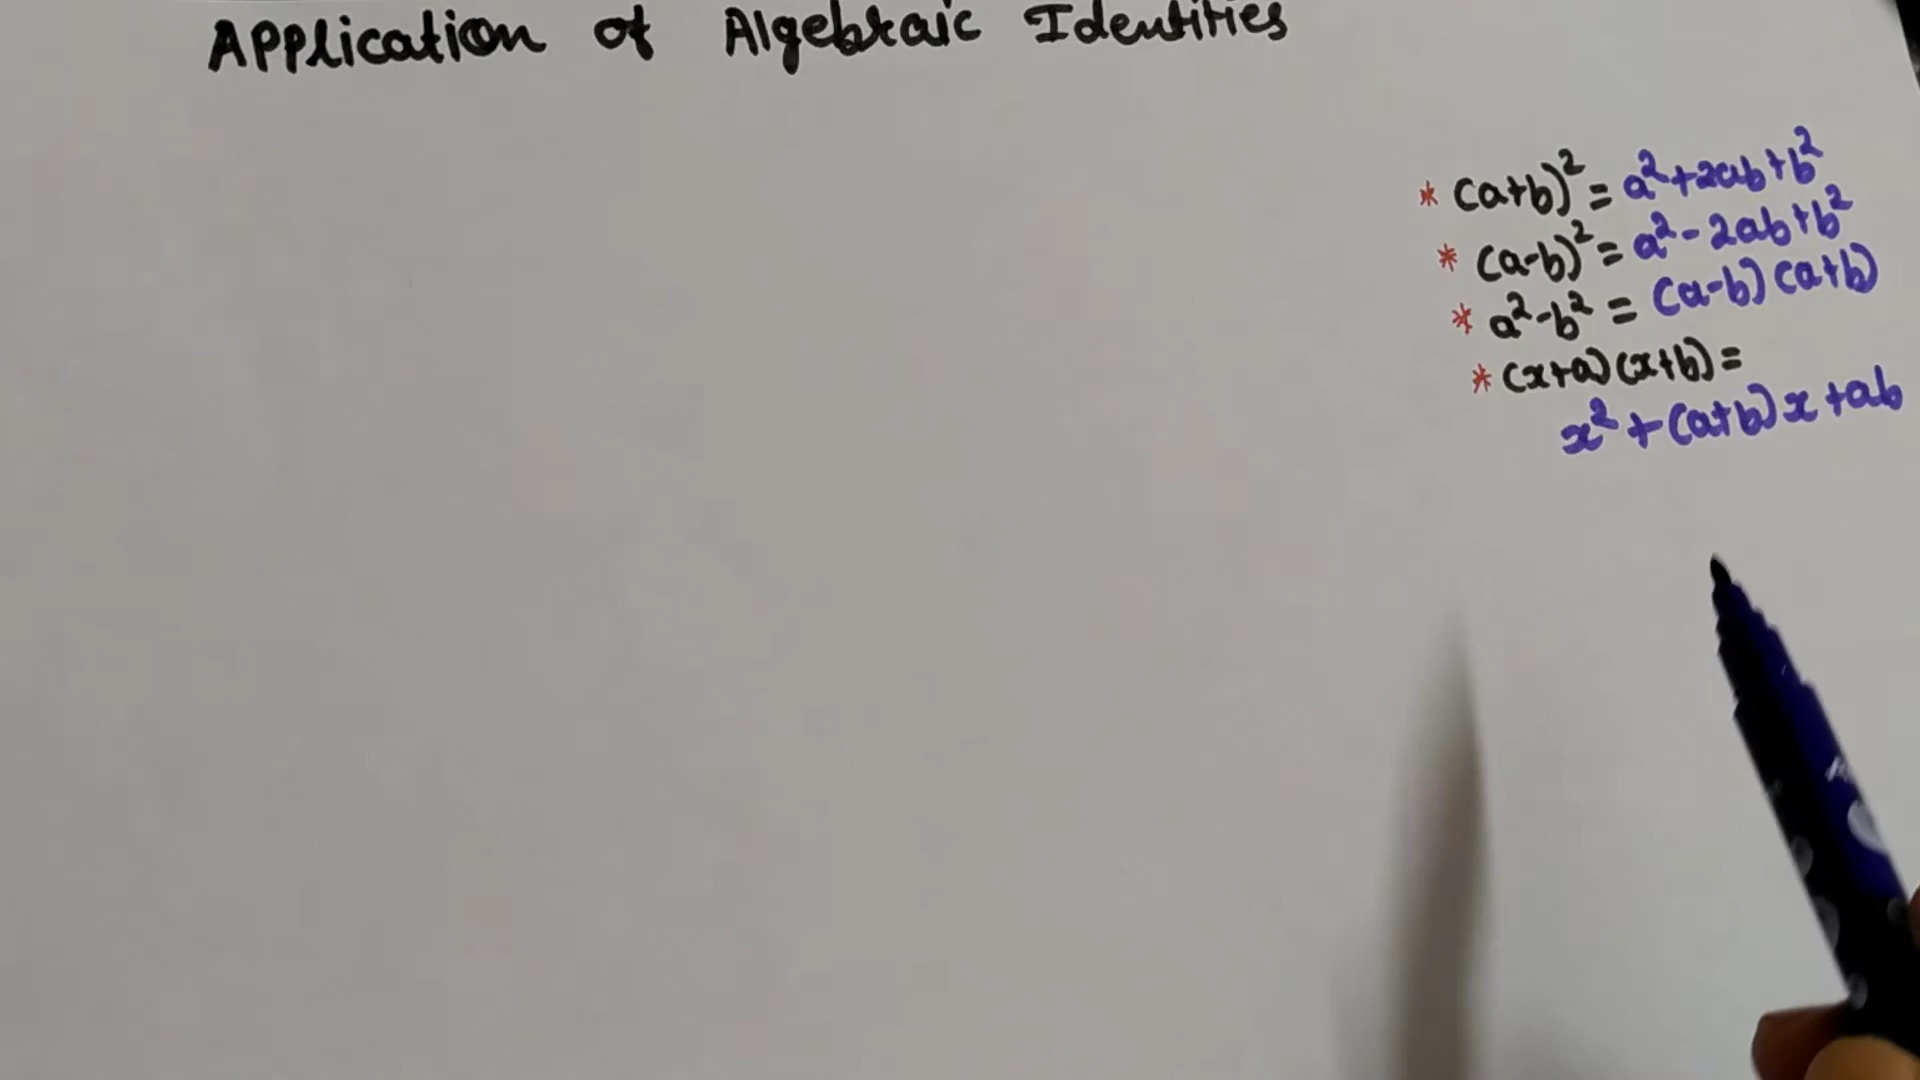 Application of Algebraic Identities
* (a+b)² = a²+2ab+b²
* (a-b)² = a²-2ab+b²
* a²-b² = (a-b)(a+b)
* (x+a)(x+b) =
x²+(a+b)x+ab